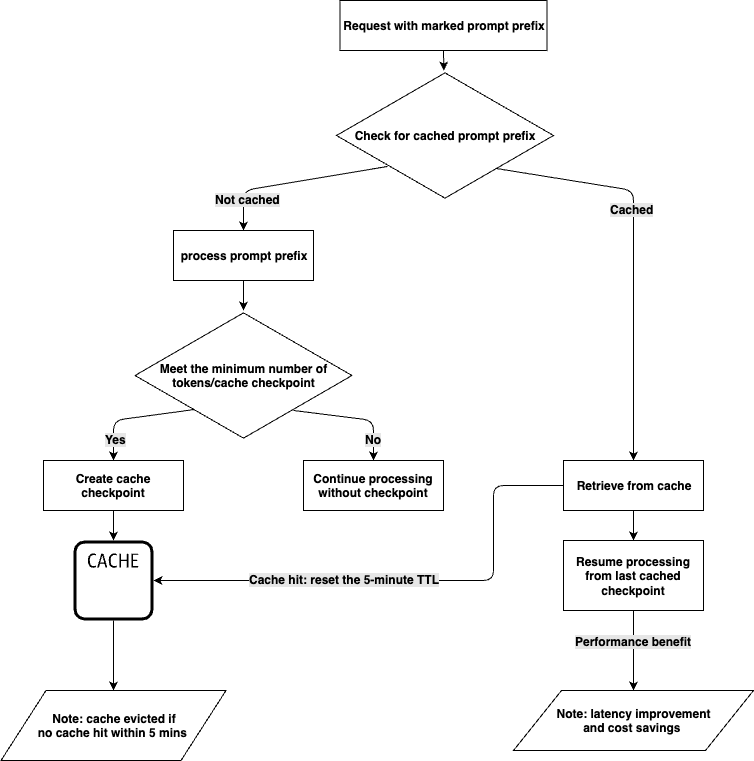 Request with marked prompt prefix
Check for cached prompt prefix
Not cached
Cached
process prompt prefix
Meet the minimum number of
tokens/cache checkpoint
Yes
No
Create cache
checkpoint
Continue processing
without checkpoint
Retrieve from cache
CACHE
Cache hit: reset the 5-minute TTL
Resume processing
from last cached
checkpoint
Performance benefit
Note: cache evicted if
no cache hit within 5 mins
Note: latency improvement
and cost savings